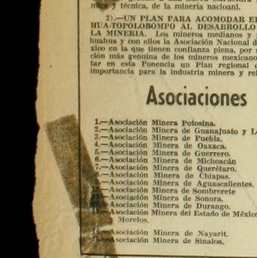 mira y técnica, de la minería nacional.
2).—UN PLAN PARA ACOMODAR EL
HUA-TOPOLOBOMPO AL DESARROLLO
LA MINERIA. Los mineros medianos y
huahua y con ellos la Asociación Nacional d
xico en la que tienen confianza plena, por s
ción más genuina de los mineros mexicano
tar en esta Ponencia un Plan regional d
importancia para la industria minera y re
Asociaciones
1.—Asociación Minera Potosina.
2.—Asociación Minera de Guanajuato y L
3.—Asociación Minera de Puebla.
4.—Asociación Minera de Oaxaca.
5.—Asociación Minera de Guerrero.
6.—Asociación Minera de Michoacán
7.—Asociación Minera de Querétaro.
8.—Asociación Minera de Chiapas.
9.—Asociación Minera de Aguascalientes.
Asociación Minera de Sombrerete
Asociación Minera de Sonora.
Asociación Minera de Durango.
Asociación Minera del Estado de Méxic
Morelos.
Asociación Minera de Nayarit.
Asociación Minera de Sinaloa.